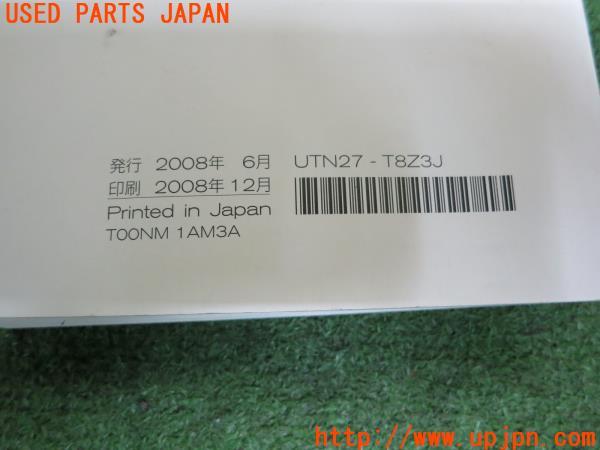 USED PARTS JAPAN
発行 2008年 6月 UTN27 - T8Z3J
印刷 2008年 12月
Printed in Japan
T00NM 1AM3A
http://www.upjpn.com